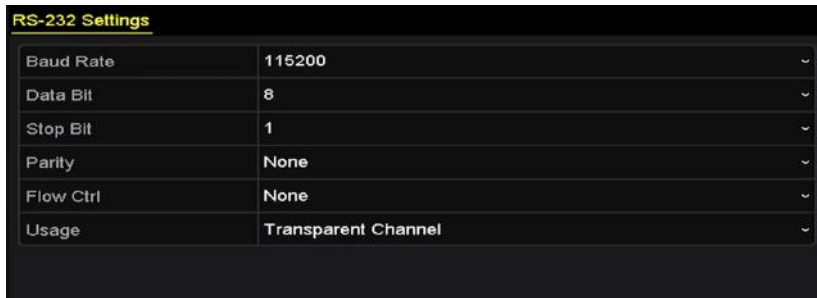 RS-232 Settings
Baud Rate 115200
Data Bit 8
Stop Bit 1
Parity None
Flow Ctrl None
Usage Transparent Channel